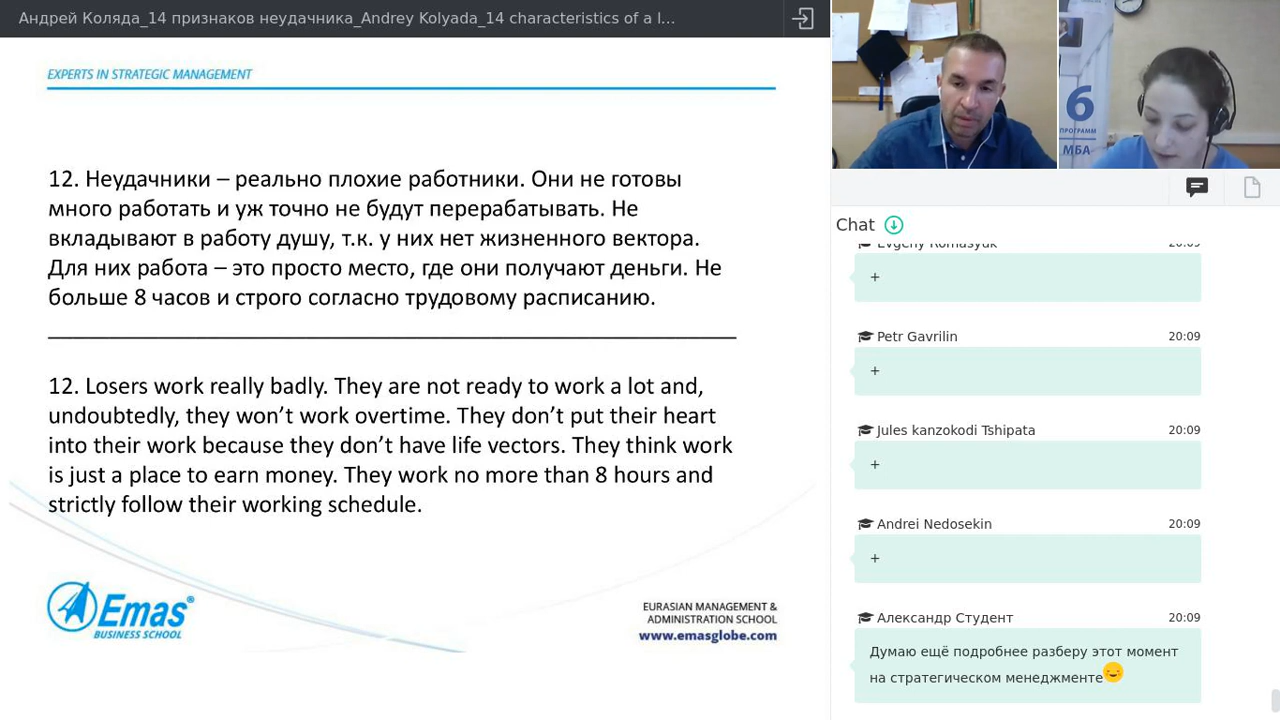 Андрей Коляда_14 признаков неудачника_Andrey Kolyada_14 characteristics of a l...
EXPERTS IN STRATEGIC MANAGEMENT
12. Неудачники – реально плохие работники. Они не готовы
много работать и уж точно не будут перерабатывать. Не
вкладывают в работу душу, т.к. у них нет жизненного вектора.
Для них работа – это просто место, где они получают деньги. Не
больше 8 часов и строго согласно трудовому расписанию.
12. Losers work really badly. They are not ready to work a lot and,
undoubtedly, they won’t work overtime. They don’t put their heart
into their work because they don’t have life vectors. They think work
is just a place to earn money. They work no more than 8 hours and
strictly follow their working schedule.
Emas®
BUSINESS SCHOOL
EURASIAN MANAGEMENT &
ADMINISTRATION SCHOOL
www.emasglobe.com
6
ПРОГРАММ
МБА
Chat
Evgeny Romasyuk 20:09
+
Petr Gavrilin 20:09
+
Jules kanzokodi Tshipata 20:09
+
Andrei Nedosekin 20:09
+
Александр Студент 20:09
Думаю ещё подробнее разберу этот момент
на стратегическом менеджменте